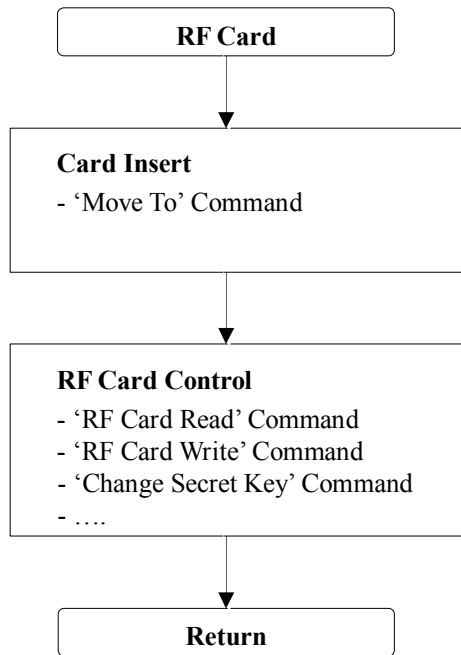 RF Card
Card Insert
- ‘Move To’ Command
RF Card Control
- ‘RF Card Read’ Command
- ‘RF Card Write’ Command
- ‘Change Secret Key’ Command
- ….
Return